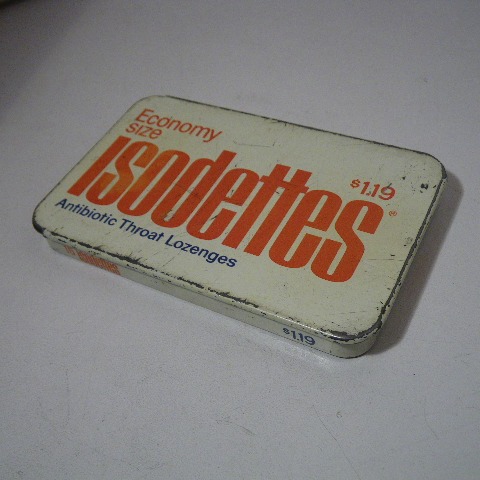 Economy
size
Isodettes®
$1.19
Antibiotic Throat Lozenges
$1.19